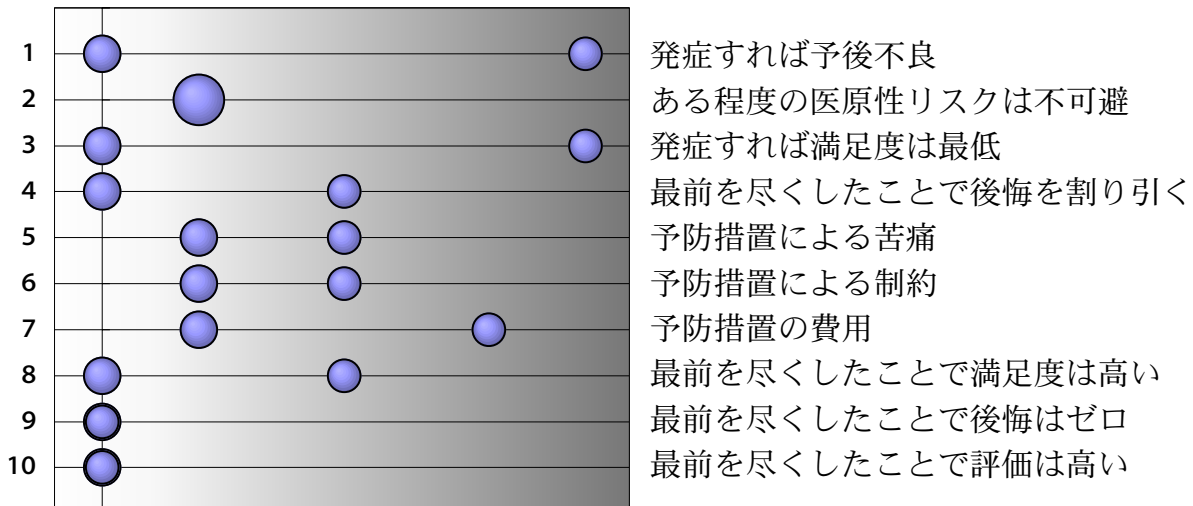 1 発症すれば予後不良
2 ある程度の医原性リスクは不可避
3 発症すれば満足度は最低
4 最前を尽くしたことで後悔を割り引く
5 予防措置による苦痛
6 予防措置による制約
7 予防措置の費用
8 最前を尽くしたことで満足度は高い
9 最前を尽くしたことで後悔はゼロ
10 最前を尽くしたことで評価は高い